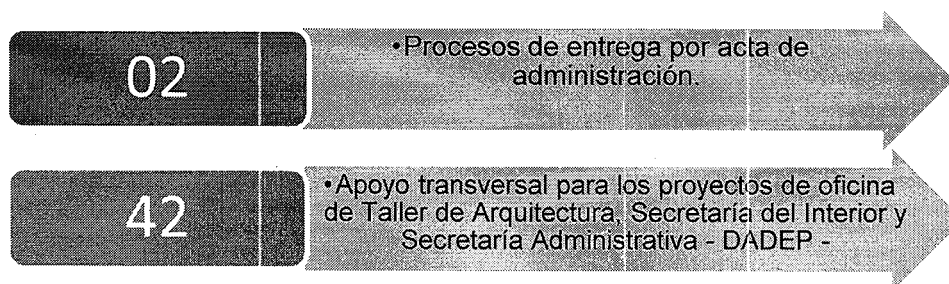 02
•Procesos de entrega por acta de
administración.
42
•Apoyo transversal para los proyectos de oficina
de Taller de Arquitectura, Secretaría del Interior y
Secretaría Administrativa - DADEP -